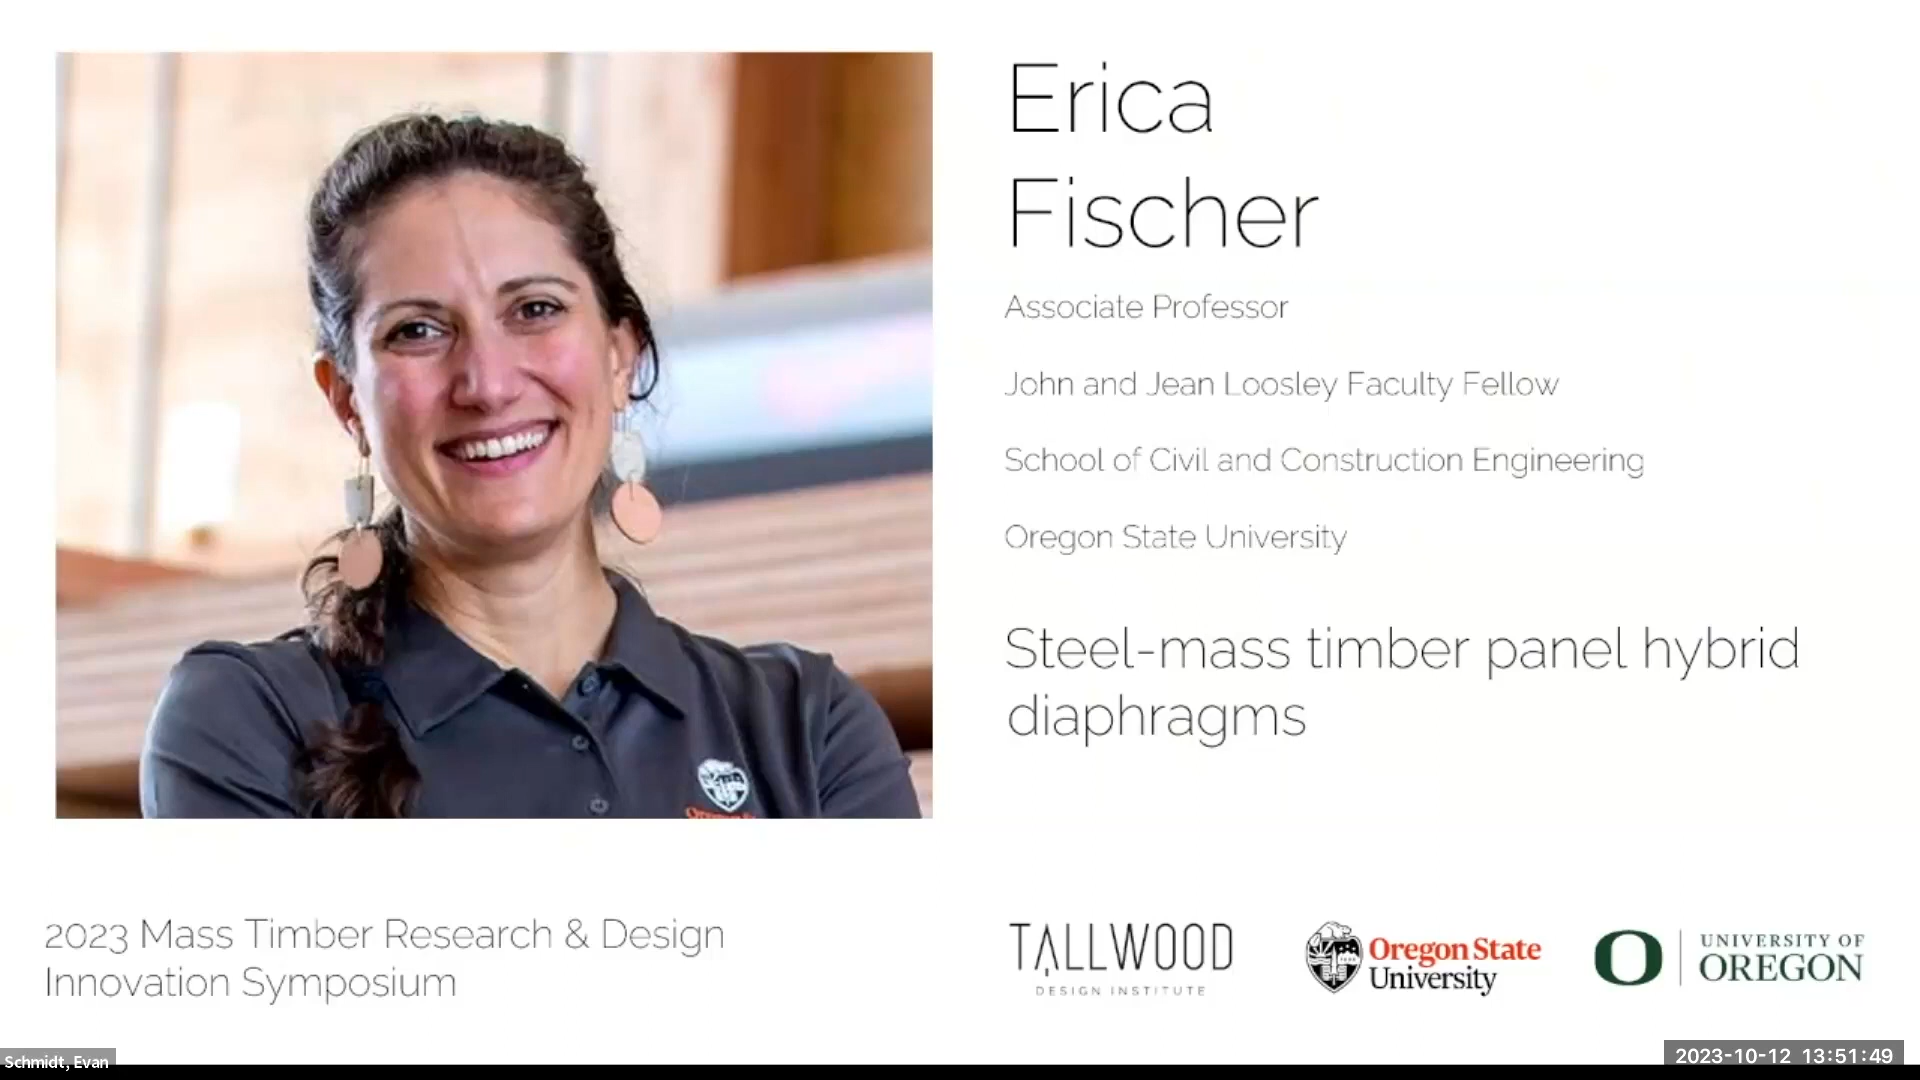 Erica
Fischer
Associate Professor
John and Jean Loosley Faculty Fellow
School of Civil and Construction Engineering
Oregon State University
Steel-mass timber panel hybrid
diaphragms
2023 Mass Timber Research & Design
Innovation Symposium
TALLWOOD
DESIGN INSTITUTE
Oregon State
University
O
UNIVERSITY OF
OREGON
Schmidt, Evan
2023-10-12 13:51:49